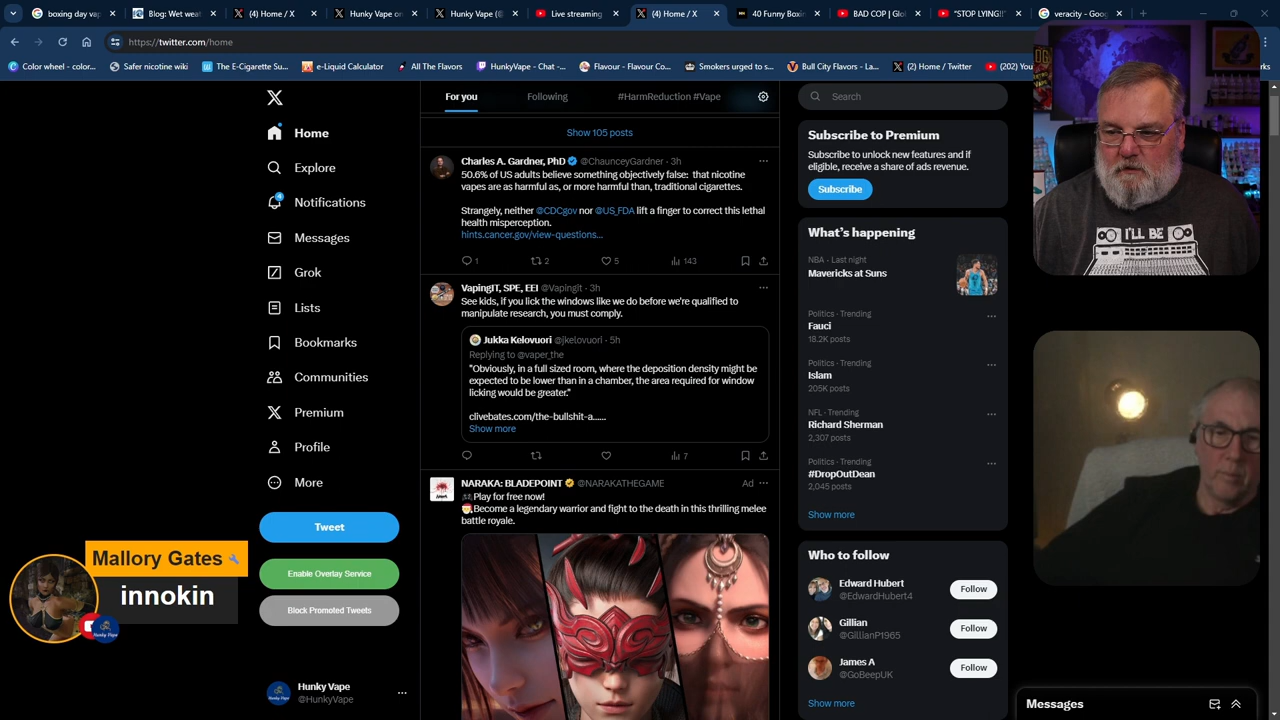 boxing day vap
Blog: Wet weat
(4) Home / X
Hunky Vape on
Hunky Vape (@
Live streaming
(4) Home / X
40 Funny Boxin
BAD COP | Glo
"STOP LYING!!"
veracity - Goog
https://twitter.com/home
Color wheel - color...
Safer nicotine wiki
The E-Cigarette Su...
e-Liquid Calculator
All The Flavors
HunkyVape - Chat -...
Flavour - Flavour Co...
Smokers urged to s...
Bull City Flavors - La...
(2) Home / Twitter
(202) You
ks
Home
Explore
Notifications
4
Messages
Grok
Lists
Bookmarks
Communities
Premium
Profile
More
Tweet
Enable Overlay Service
Block Promoted Tweets
Mallory Gates
innokin
Hunky Vape
@HunkyVape
For you
Following
#HarmReduction #Vape
Show 105 posts
Charles A. Gardner, PhD @ChaunceyGardner · 3h
50.6% of US adults believe something objectively false: that nicotine
vapes are as harmful as, or more harmful than, traditional cigarettes.
Strangely, neither @CDCgov nor @US_FDA lift a finger to correct this lethal
health misperception.
hints.cancer.gov/view-questions...
1
2
5
143
VapingIT, SPE, EEI @Vapingit · 3h
See kids, if you lick the windows like we do before we're qualified to
manipulate research, you must comply.
Jukka Kelovuori @jkelovuori · 5h
Replying to @vaper_the
"Obviously, in a full sized room, where the deposition density might be
expected to be lower than in a chamber, the area required for window
licking would be greater."
clivebates.com/the-bullshit-a......
Show more
7
NARAKA: BLADEPOINT @NARAKATHEGAME
Ad
Play for free now!
Become a legendary warrior and fight to the death in this thrilling melee
battle royale.
Search
Subscribe to Premium
Subscribe to unlock new features and if
eligible, receive a share of ads revenue.
Subscribe
What's happening
NBA · Last night
Mavericks at Suns
Politics · Trending
Fauci
18.2K posts
Politics · Trending
Islam
205K posts
NFL · Trending
Richard Sherman
2,307 posts
Politics · Trending
#DropOutDean
2,045 posts
Show more
Who to follow
Edward Hubert
@EdwardHubert4
Follow
Gillian
@GillianP1965
Follow
James A
@GoBeepUK
Follow
Show more
I'LL BE
Messages